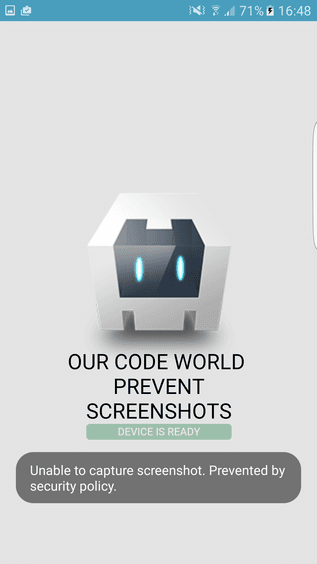 71% 16:48
OUR CODE WORLD
PREVENT
SCREENSHOTS
DEVICE IS READY
Unable to capture screenshot. Prevented by
security policy.